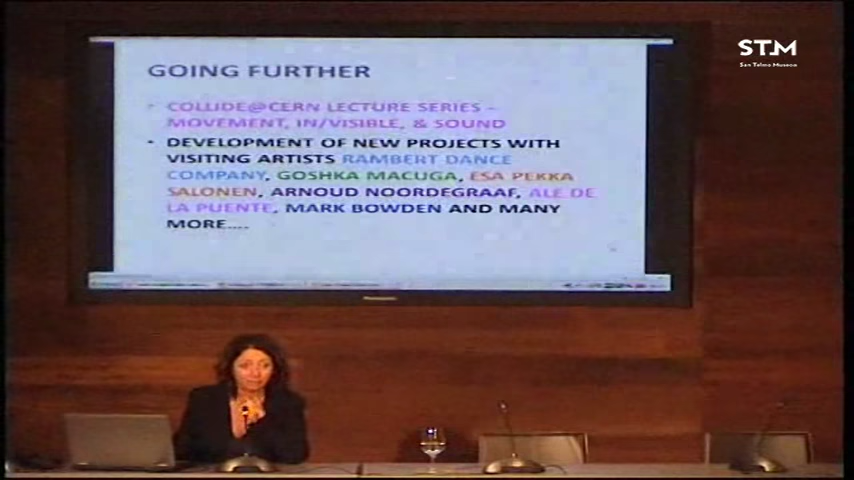 STM
San Telmo Museoa
GOING FURTHER
• COLLIDE@CERN LECTURE SERIES –
MOVEMENT, IN/VISIBLE, & SOUND
• DEVELOPMENT OF NEW PROJECTS WITH
VISITING ARTISTS RAMBERT DANCE
COMPANY, GOSHKA MACUGA, ESA PEKKA
SALONEN, ARNOUD NOORDEGRAAF, ALE DE
LA PUENTE, MARK BOWDEN AND MANY
MORE....